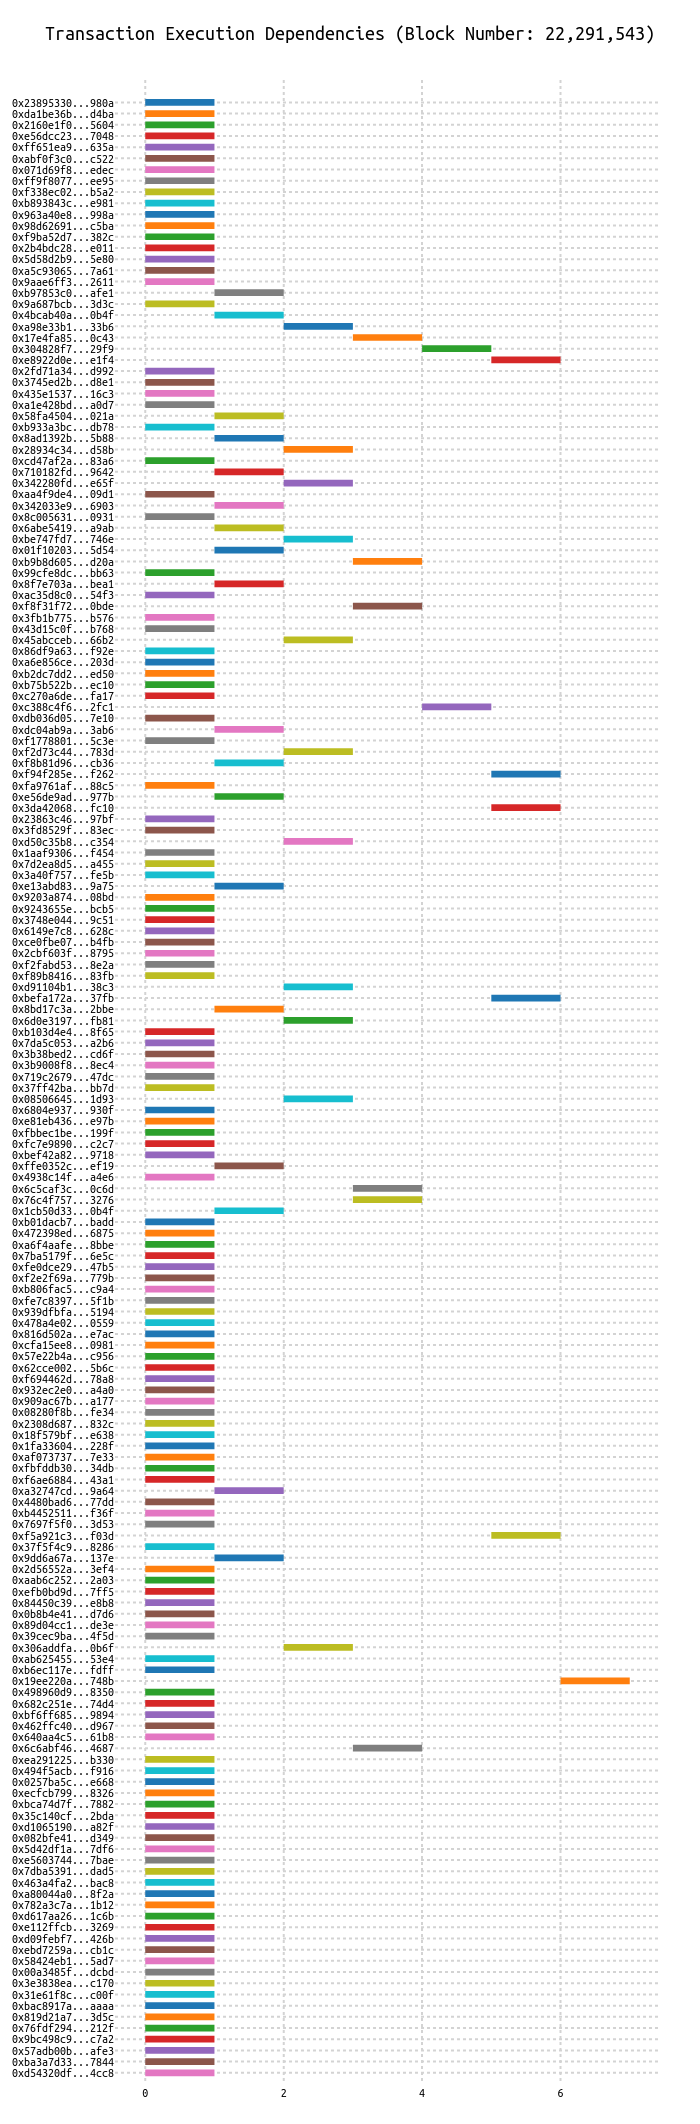 Transaction Execution Dependencies (Block Number: 22,291,543)
0x23895330...980a
0xda1be36b...d4ba
0x2160e1f0...5604
0xe56dcc23...7048
0xff651ea9...635a
0xabf0f3c0...c522
0x071d69f8...edec
0xff9f8077...ee95
0xf338ec02...b5a2
0xb893843c...e981
0x963a40e8...998a
0x98d62691...c5ba
0xf9ba52d7...382c
0x2b4bdc28...e011
0x5d58d2b9...5e80
0xa5c93065...7a61
0x9aae6ff3...2611
0xb97853c0...afe1
0x9a687bcb...3d3c
0x4bcab40a...0b4f
0xa98e33b1...33b6
0x17e4fa85...0c43
0x304828f7...29f9
0xe8922d0e...e1f4
0x2fd71a34...d992
0x3745ed2b...d8e1
0x435e1537...16c3
0xa1e428bd...a0d7
0x58fa4504...021a
0xb933a3bc...db78
0x8ad1392b...5b88
0x28934c34...d58b
0xcd47af2a...83a6
0x710182fd...9642
0x342280fd...e65f
0xaa4f9de4...09d1
0x342033e9...6903
0x8c005631...0931
0x6abe5419...a9ab
0xbe747fd7...746e
0x01f10203...5d54
0xb9b8d605...d20a
0x99cfe8dc...bb63
0x8f7e703a...bea1
0xac35d8c0...54f3
0xf8f31f72...0bde
0x3fb1b775...b576
0x43d15c0f...b768
0x45abcceb...66b2
0x86df9a63...f92e
0xa6e856ce...203d
0xb2dc7dd2...ed50
0xb75b522b...ec10
0xc270a6de...fa17
0xc388c4f6...2fc1
0xdb036d05...7e10
0xdc04ab9a...3ab6
0xf1778801...5c3e
0xf2d73c44...783d
0xf8b81d96...cb36
0xf94f285e...f262
0xfa9761af...88c5
0xe56de9ad...977b
0x3da42068...fc10
0x23863c46...97bf
0x3fd8529f...83ec
0xd50c35b8...c354
0x1aaf9306...f454
0x7d2ea8d5...a455
0x3a40f757...fe5b
0xe13abd83...9a75
0x9203a874...08bd
0x9243655e...bcb5
0x3748e044...9c51
0x6149e7c8...628c
0xce0fbe07...b4fb
0x2cbf603f...8795
0xf2fabd53...8e2a
0xf89b8416...83fb
0xd91104b1...38c3
0xbefa172a...37fb
0x8bd17c3a...2bbe
0x6d0e3197...fb81
0xb103d4e4...8f65
0x7da5c053...a2b6
0x3b38bed2...cd6f
0x3b9008f8...8ec4
0x719c2679...47dc
0x37ff42ba...bb7d
0x08506645...1d93
0x6804e937...930f
0xe81eb436...e97b
0xfbbec1be...199f
0xfc7e9890...c2c7
0xbef42a82...9718
0xffe0352c...ef19
0x4938c14f...a4e6
0x6c5caf3c...0c6d
0x76c4f757...3276
0x1cb50d33...0b4f
0xb01dacb7...badd
0x472398ed...6875
0xa6f4aafe...8bbe
0x7ba5179f...6e5c
0xfe0dce29...47b5
0xf2e2f69a...779b
0xb806fac5...c9a4
0xfe7c8397...5f1b
0x939dfbfa...5194
0x478a4e02...0559
0x816d502a...e7ac
0xcfa15ee8...0981
0x57e22b4a...c956
0x62cce002...5b6c
0xf694462d...78a8
0x932ec2e0...a4a0
0x909ac67b...a177
0x08280f8b...fe34
0x2308d687...832c
0x18f579bf...e638
0x1fa33604...228f
0xaf073737...7e33
0xfbfddb30...34db
0xf6ae6884...43a1
0xa32747cd...9a64
0x4480bad6...77dd
0xb4452511...f36f
0x7697f5f0...3d53
0xf5a921c3...f03d
0x37f5f4c9...8286
0x9dd6a67a...137e
0x2d56552a...3ef4
0xaab6c252...2a03
0xefb0bd9d...7ff5
0x84450c39...e8b8
0x0b8b4e41...d7d6
0x89d04cc1...de3e
0x39cec9ba...4f5d
0x306addfa...0b6f
0xab625455...53e4
0xb6ec117e...fdff
0x19ee220a...748b
0x498960d9...8350
0x682c251e...74d4
0xbf6ff685...9894
0x462ffc40...d967
0x640aa4c5...61b8
0x6c6abf46...4687
0xea291225...b330
0x494f5acb...f916
0x0257ba5c...e668
0xecfcb799...8326
0xbca74d7f...7882
0x35c140cf...2bda
0xd1065190...a82f
0x082bfe41...d349
0x5d42df1a...7df6
0xe5603744...7bae
0x7dba5391...dad5
0x463a4fa2...bac8
0xa80044a0...8f2a
0x782a3c7a...1b12
0xd617aa26...1c6b
0xe112ffcb...3269
0xd09febf7...426b
0xebd7259a...cb1c
0x58424eb1...5ad7
0x00a3485f...dcbd
0x3e3838ea...c170
0x31e61f8c...c00f
0xbac8917a...aaaa
0x819d21a7...3d5c
0x76fdf294...212f
0x9bc498c9...c7a2
0x57adb00b...afe3
0xba3a7d33...7844
0xd54320df...4cc8
0 2 4 6